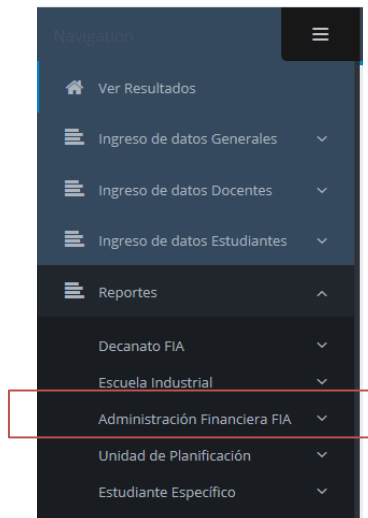 Navigation
Ver Resultados
Ingreso de datos Generales
Ingreso de datos Docentes
Ingreso de datos Estudiantes
Reportes
Decanato FIA
Escuela Industrial
Administración Financiera FIA
Unidad de Planificación
Estudiante Específico